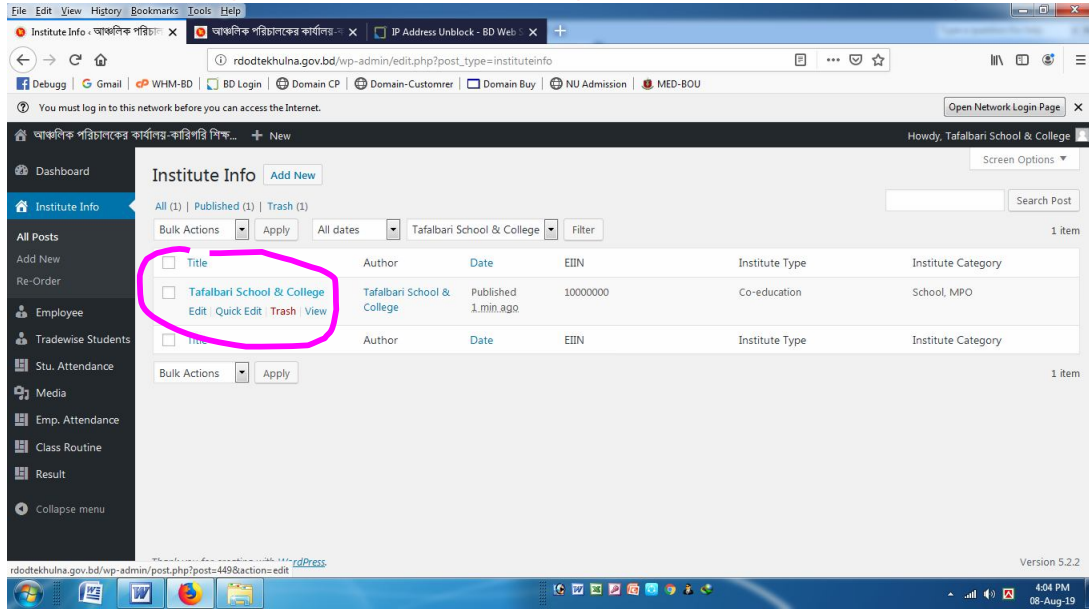 File Edit View History Bookmarks Tools Help
Institute Info ‹ আঞ্চলিক পরিচাল
আঞ্চলিক পরিচালকের কার্যালয়-ক
IP Address Unblock - BD Web S
rdodtekhulna.gov.bd/wp-admin/edit.php?post_type=instituteinfo
Debugg G Gmail cP WHM-BD BD Login Domain CP Domain-Customrer Domain Buy NU Admission MED-BOU
You must log in to this network before you can access the Internet. Open Network Login Page
আঞ্চলিক পরিচালকের কার্যালয়-কারিগরি শিক্ষ... + New Howdy, Tafalbari School & College
Screen Options ▼
Dashboard
Institute Info
All Posts
Add New
Re-Order
Employee
Tradewise Students
Stu. Attendance
Media
Emp. Attendance
Class Routine
Result
Collapse menu
Institute Info Add New
All (1) | Published (1) | Trash (1) Search Post
Bulk Actions Apply All dates Tafalbari School & College Filter 1 item
Title Author Date EIIN Institute Type Institute Category
Tafalbari School & College Tafalbari School & College Published 1 min ago 10000000 Co-education School, MPO
Edit | Quick Edit | Trash | View
Title Author Date EIIN Institute Type Institute Category
Bulk Actions Apply 1 item
WordPress. Version 5.2.2
rdodtekhulna.gov.bd/wp-admin/post.php?post=449&action=edit
4:04 PM
08-Aug-19